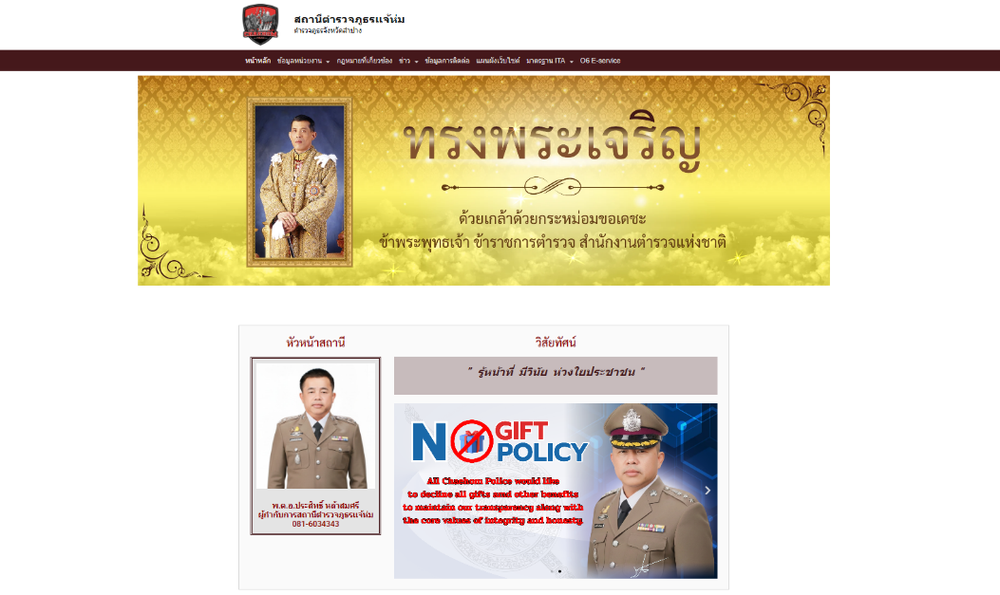 สถานีตำรวจภูธรแจ้ห่ม
ตำรวจภูธรจังหวัดลำปาง
หน้าหลัก ข้อมูลหน่วยงาน กฎหมายที่เกี่ยวข้อง ข่าว ข้อมูลการติดต่อ แผนผังเว็บไซต์ มาตรฐาน ITA O6 E-service
ทรงพระเจริญ
ด้วยเกล้าด้วยกระหม่อมขอเดชะ
ข้าพระพุทธเจ้า ข้าราชการตำรวจ สำนักงานตำรวจแห่งชาติ
หัวหน้าสถานี
วิสัยทัศน์
" รู้หน้าที่ มีวินัย ห่วงใยประชาชน "
NO GIFT POLICY
All Chaehom Police would like
to decline all gifts and other benefits
to maintain our transparency along with
the core values of integrity and honesty.
พ.ต.อ.ประสิทธิ์ หล้าสมศรี
ผู้กำกับการสถานีตำรวจภูธรแจ้ห่ม
081-6034343